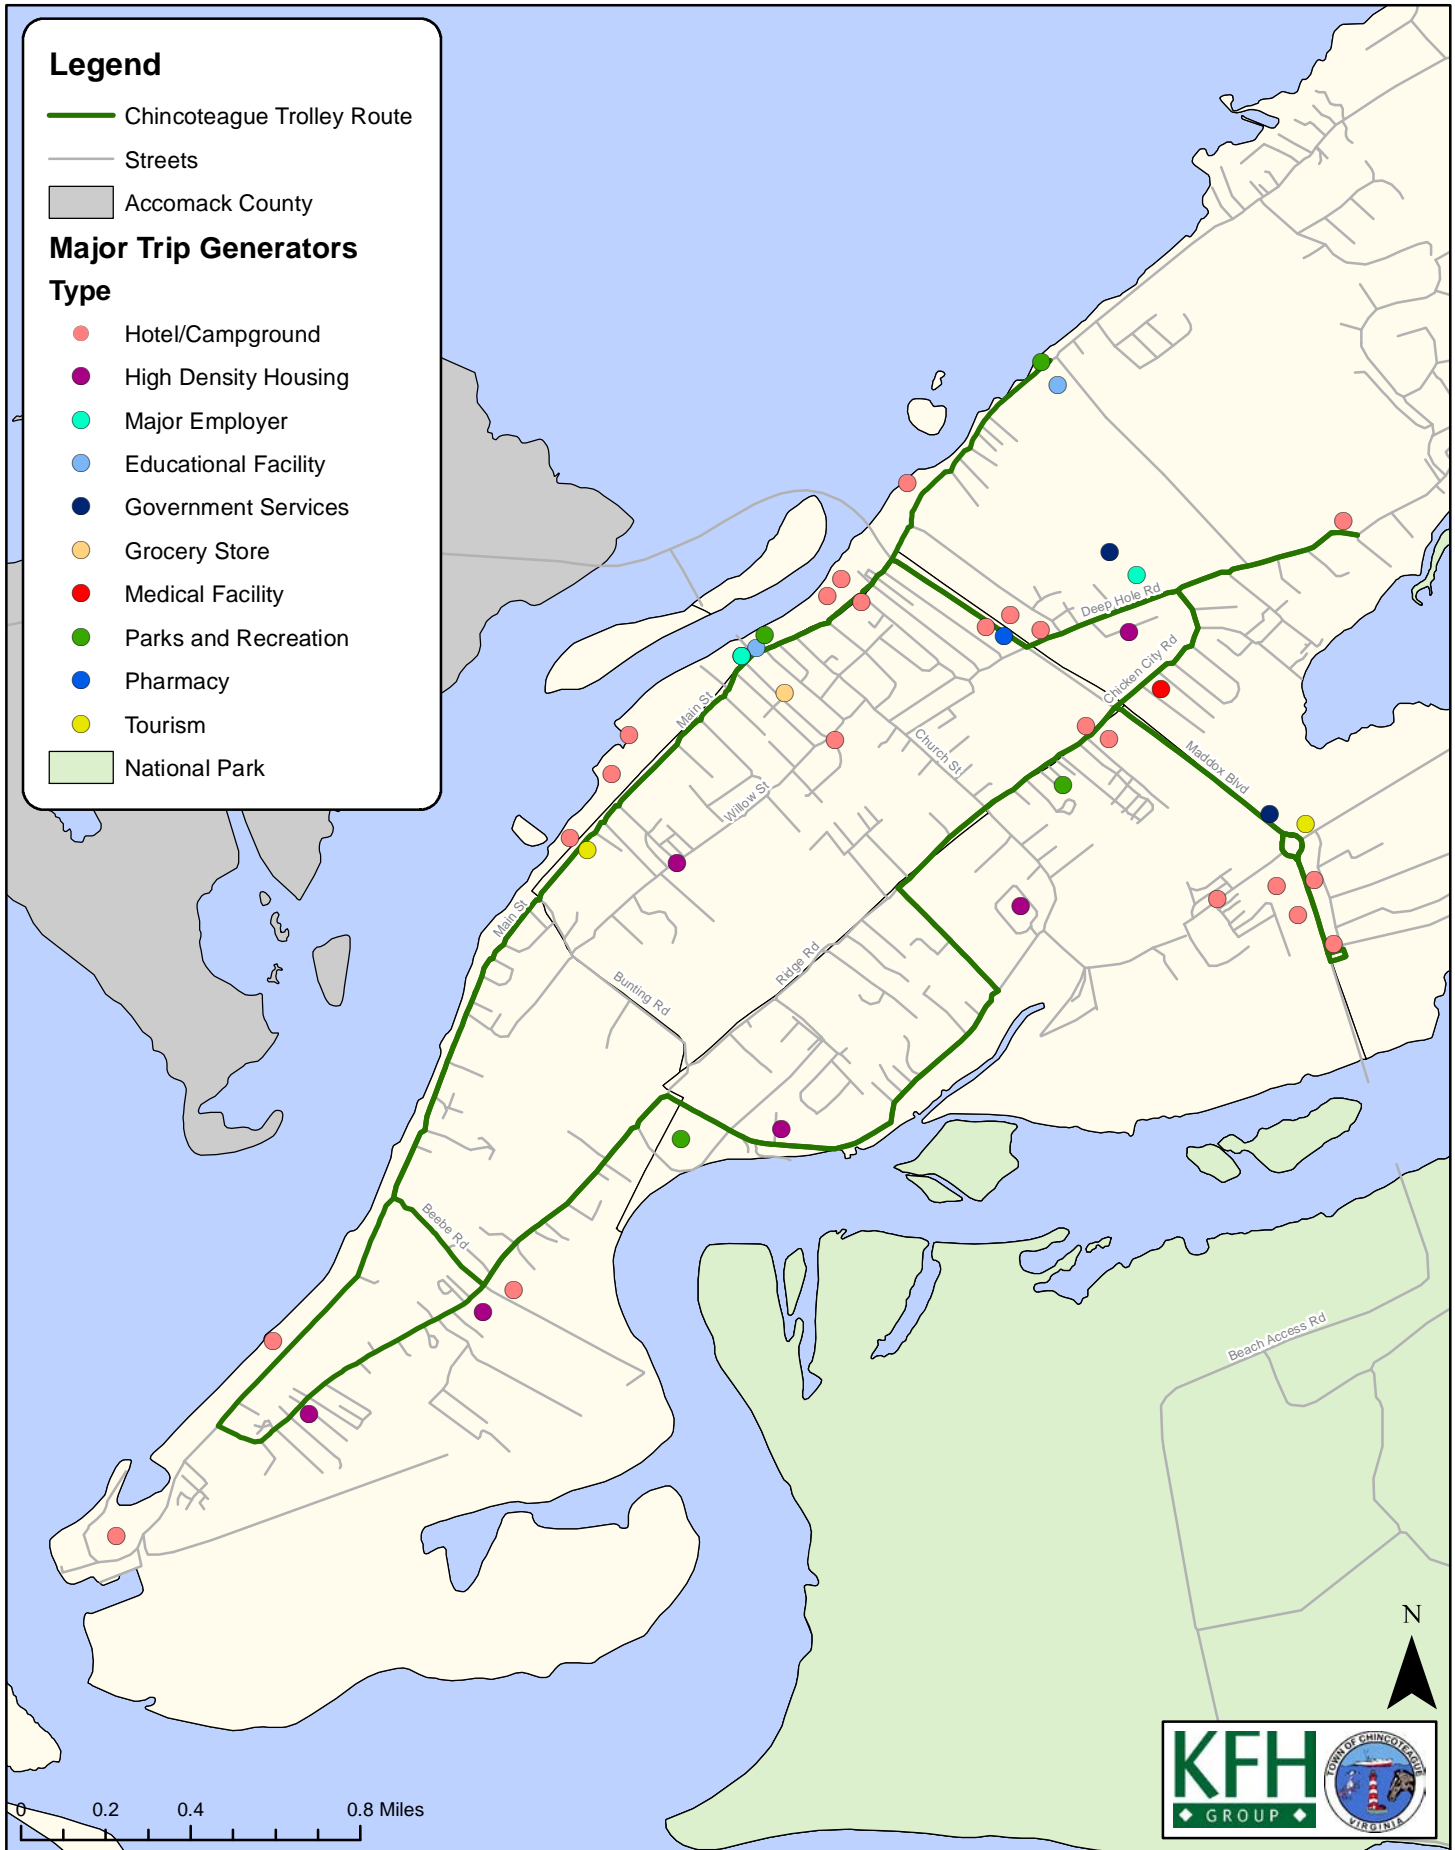 Legend
Chincoteague Trolley Route
Streets
Accomack County
Major Trip Generators
Type
Hotel/Campground
High Density Housing
Major Employer
Educational Facility
Government Services
Grocery Store
Medical Facility
Parks and Recreation
Pharmacy
Tourism
National Park
Deep Hole Rd
Chicken City Rd
Main St
Church St
Maddox Blvd
Willow St
Main St
Ridge Rd
Bunting Rd
Beebe Rd
Beach Access Rd
N
0 0.2 0.4 0.8 Miles
KFH
GROUP
TOWN OF CHINCOTEAGUE
VIRGINIA